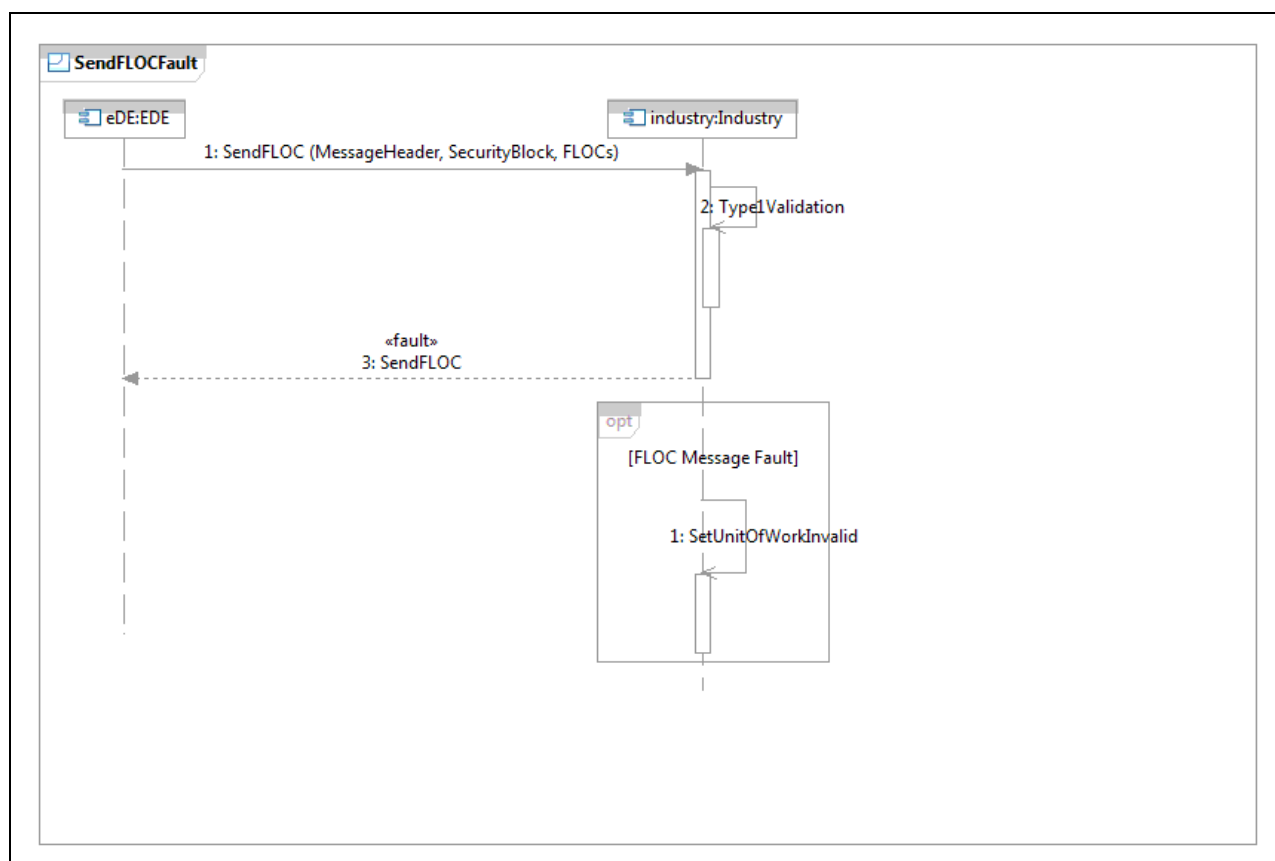 SendFLOCFault
eDE:EDE
industry:Industry
1: SendFLOC (MessageHeader, SecurityBlock, FLOCs)
2: Type1Validation
«fault»
3: SendFLOC
opt
[FLOC Message Fault]
1: SetUnitOfWorkInvalid